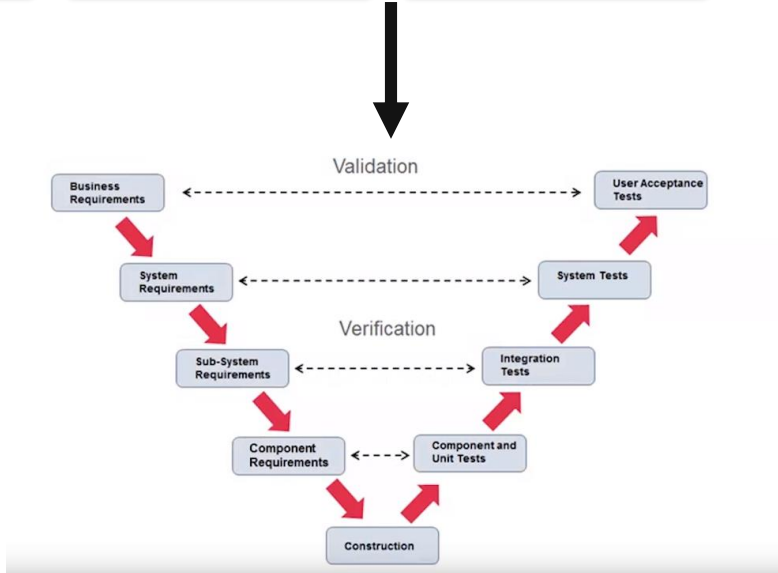 Validation
Business
Requirements
User Acceptance
Tests
System
Requirements
System Tests
Verification
Sub-System
Requirements
Integration
Tests
Component
Requirements
Component and
Unit Tests
Construction